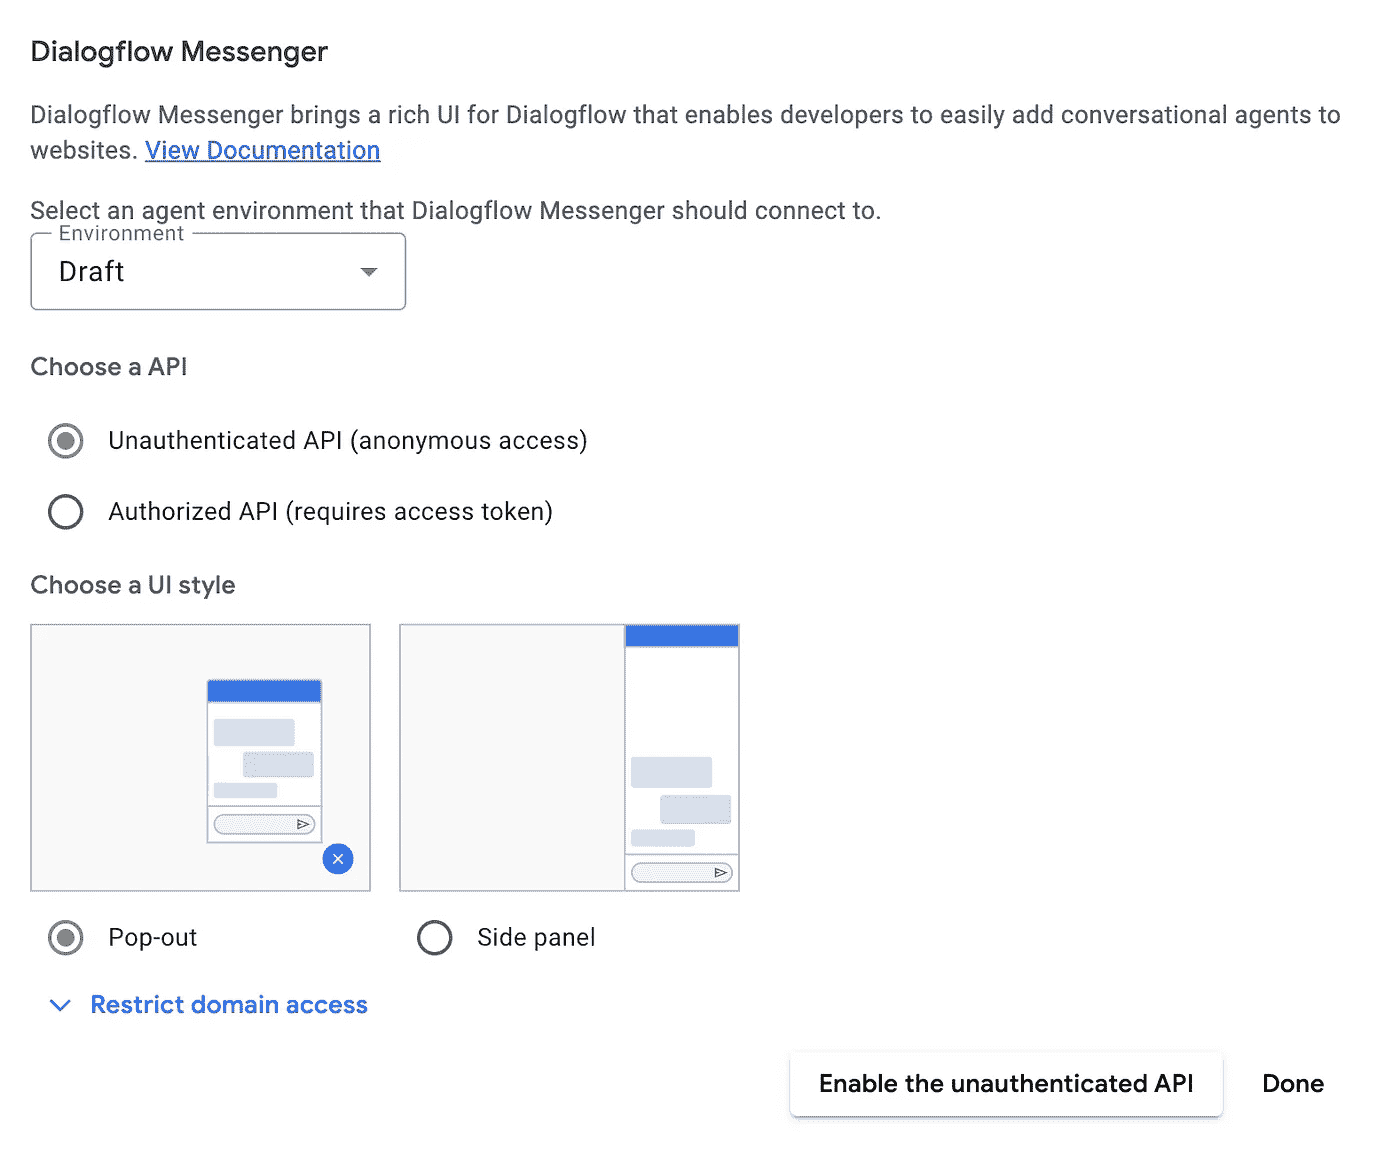 Dialogflow Messenger
Dialogflow Messenger brings a rich UI for Dialogflow that enables developers to easily add conversational agents to
websites. View Documentation
Select an agent environment that Dialogflow Messenger should connect to.
Environment
Draft
Choose a API
Unauthenticated API (anonymous access)
Authorized API (requires access token)
Choose a UI style
Pop-out
Side panel
Restrict domain access
Enable the unauthenticated API
Done